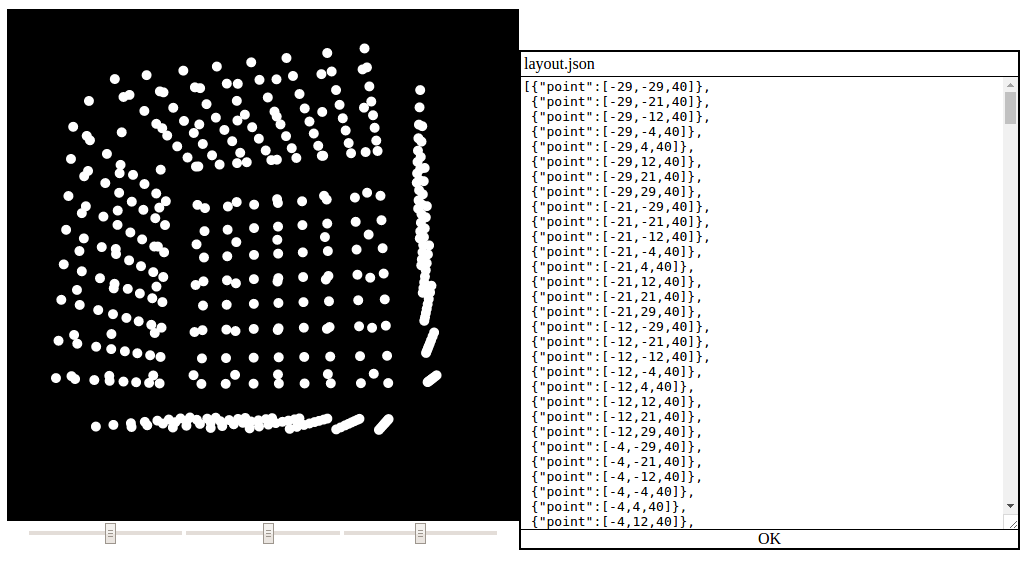 layout.json
[{"point":[-29,-29,40]},
{"point":[-29,-21,40]},
{"point":[-29,-12,40]},
{"point":[-29,-4,40]},
{"point":[-29,4,40]},
{"point":[-29,12,40]},
{"point":[-29,21,40]},
{"point":[-29,29,40]},
{"point":[-21,-29,40]},
{"point":[-21,-21,40]},
{"point":[-21,-12,40]},
{"point":[-21,-4,40]},
{"point":[-21,4,40]},
{"point":[-21,12,40]},
{"point":[-21,21,40]},
{"point":[-21,29,40]},
{"point":[-12,-29,40]},
{"point":[-12,-21,40]},
{"point":[-12,-12,40]},
{"point":[-12,-4,40]},
{"point":[-12,4,40]},
{"point":[-12,12,40]},
{"point":[-12,21,40]},
{"point":[-12,29,40]},
{"point":[-4,-29,40]},
{"point":[-4,-21,40]},
{"point":[-4,-12,40]},
{"point":[-4,-4,40]},
{"point":[-4,4,40]},
{"point":[-4,12,40]},
OK